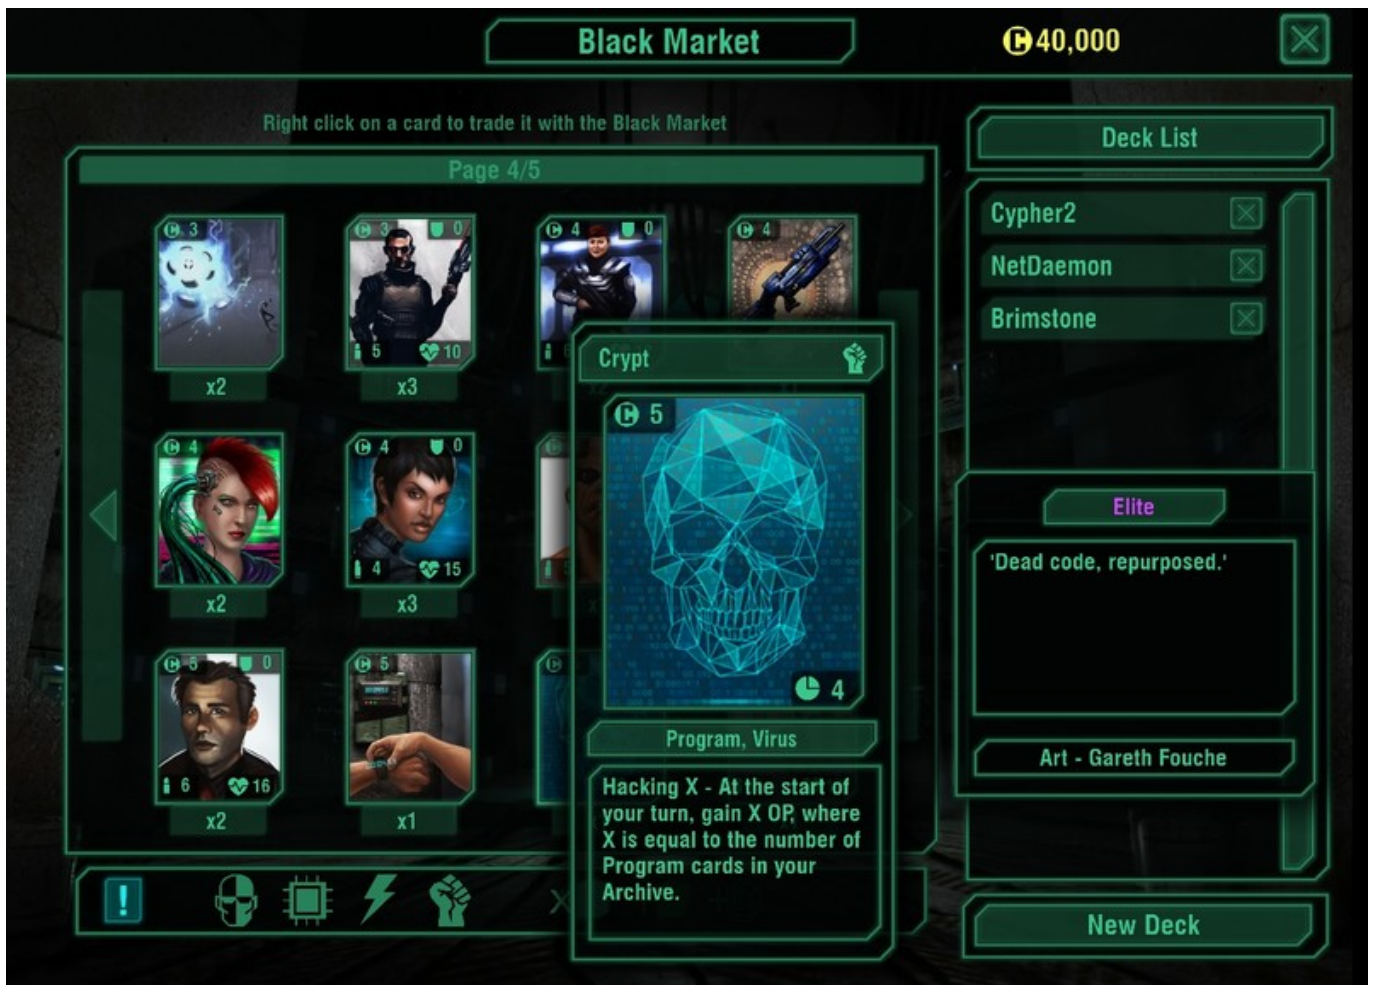 Black Market
40,000
Right click on a card to trade it with the Black Market
Page 4/5
3
x2
3 0
5 10
x3
4 0
4
4
x2
4 0
4 15
x3
5 0
6 16
x2
5
x1
Crypt
5
4
Program, Virus
Hacking X - At the start of
your turn, gain X OP, where
X is equal to the number of
Program cards in your
Archive.
Deck List
Cypher2
NetDaemon
Brimstone
Elite
'Dead code, repurposed.'
Art - Gareth Fouche
New Deck
!